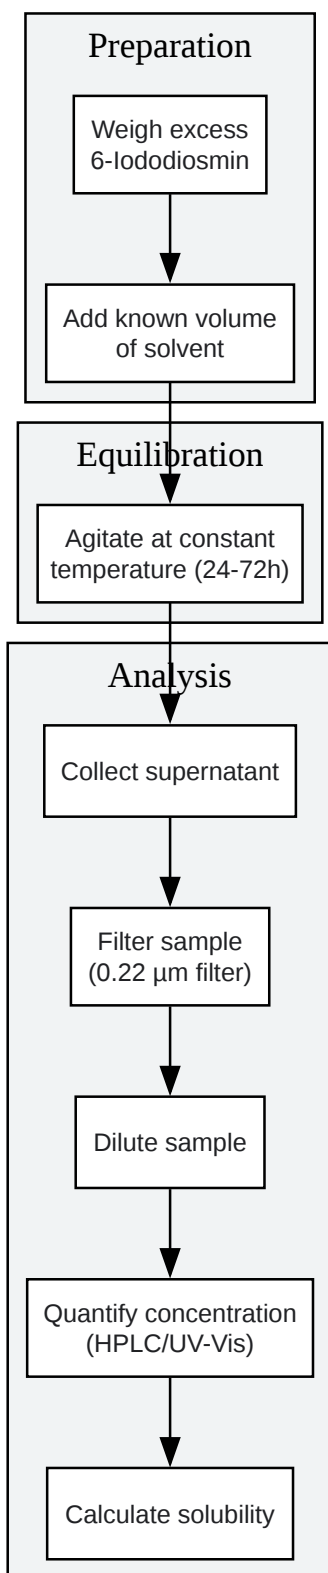 Preparation
Weigh excess
6-Iododiosmin
Add known volume
of solvent
Equilibration
Agitate at constant
temperature (24-72h)
Analysis
Collect supernatant
Filter sample
(0.22 µm filter)
Dilute sample
Quantify concentration
(HPLC/UV-Vis)
Calculate solubility